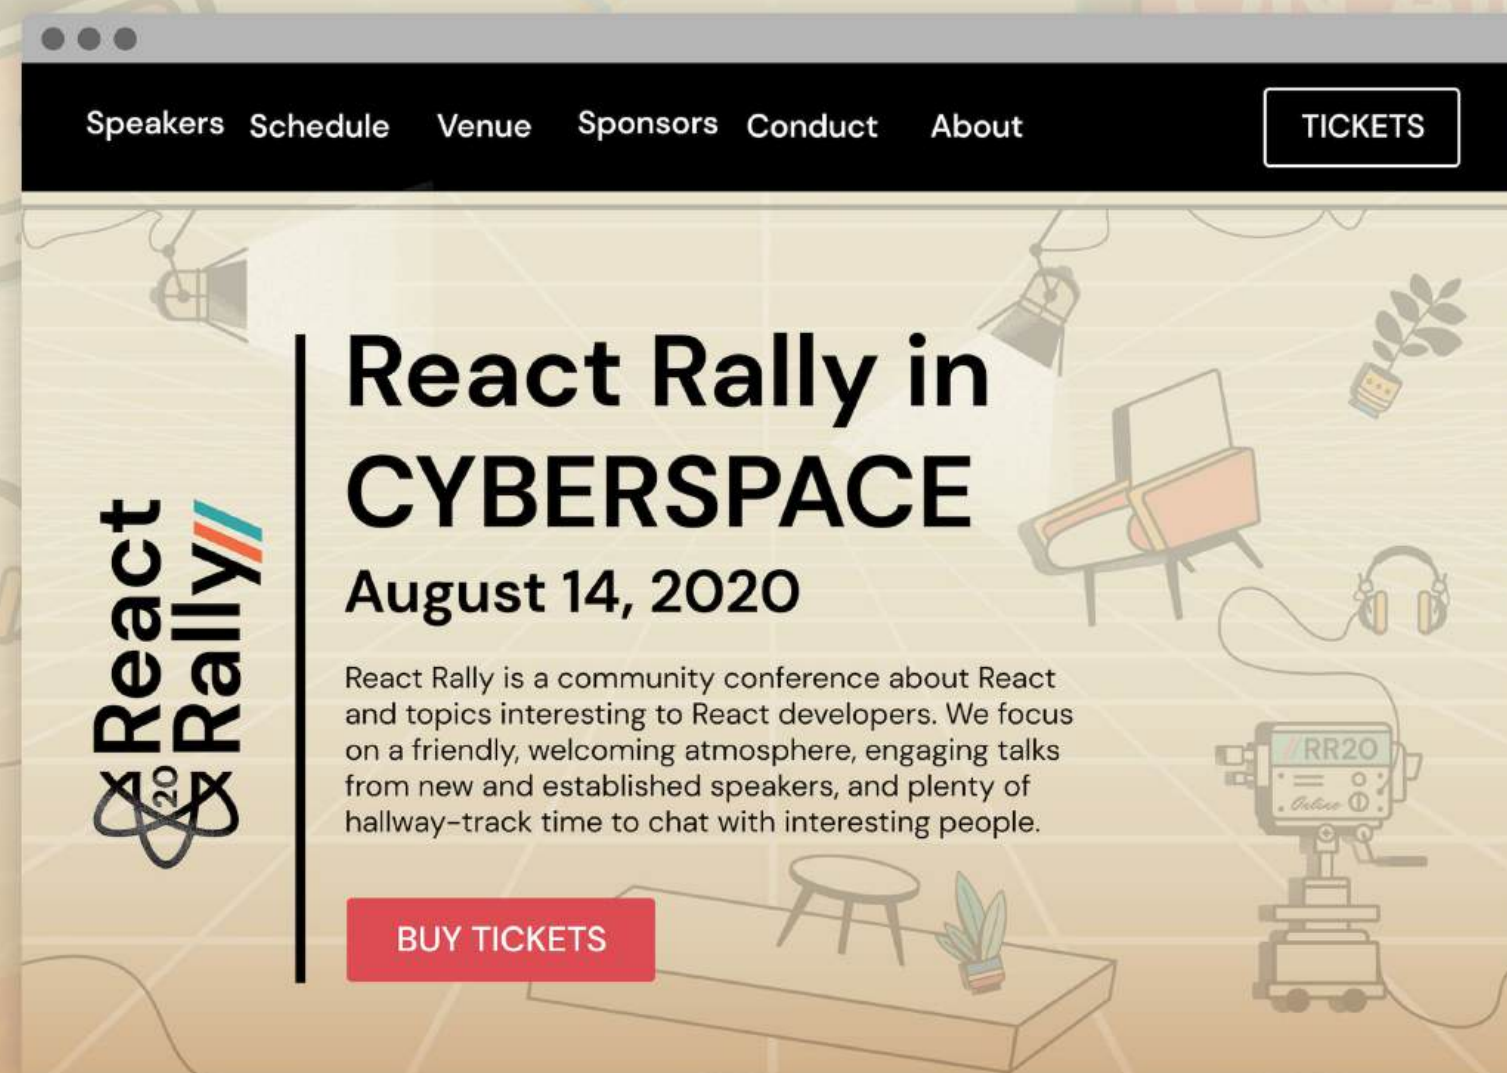 Speakers Schedule Venue Sponsors Conduct About TICKETS
React
Rally//
20
React Rally in
CYBERSPACE
August 14, 2020
React Rally is a community conference about React
and topics interesting to React developers. We focus
on a friendly, welcoming atmosphere, engaging talks
from new and established speakers, and plenty of
hallway-track time to chat with interesting people.
BUY TICKETS
//RR20
Online